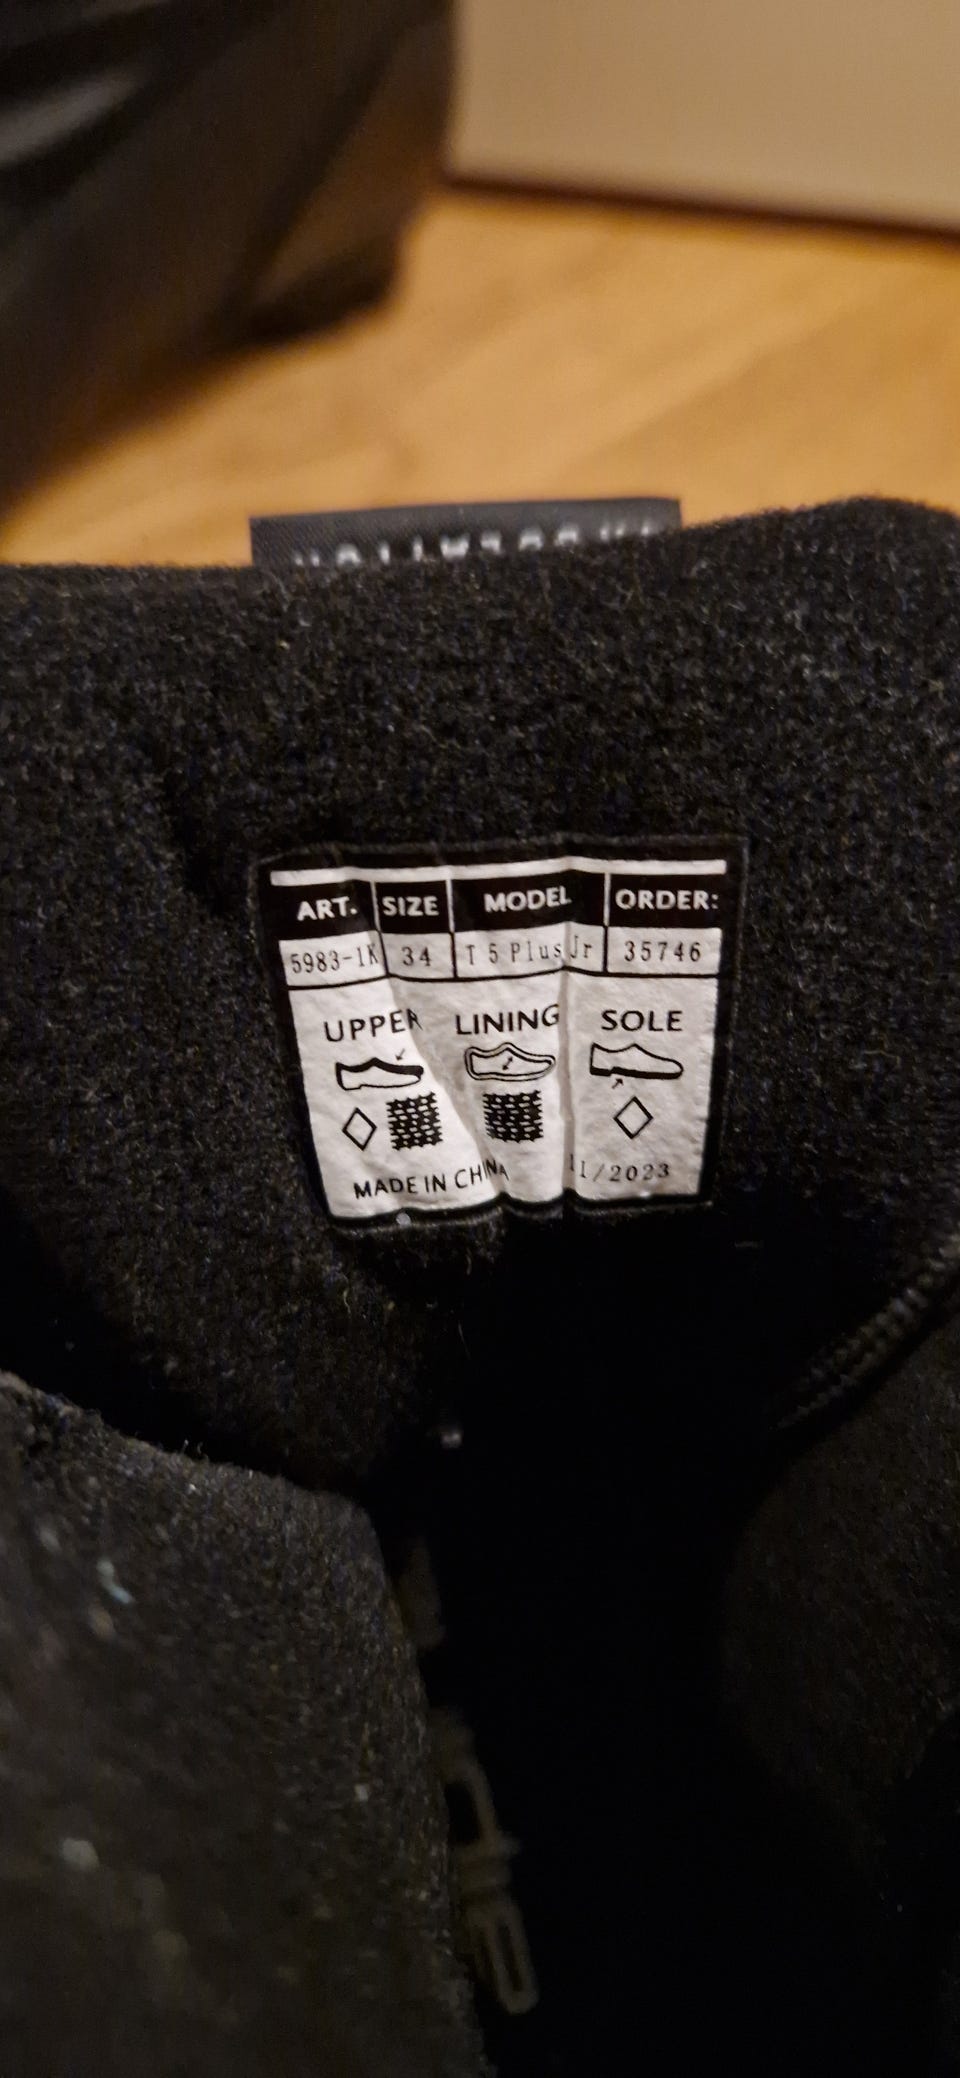 ART. SIZE MODEL ORDER:
5983-1K 34 T 5 Plus Jr 35746
UPPER LINING SOLE
MADE IN CHINA 11/2023